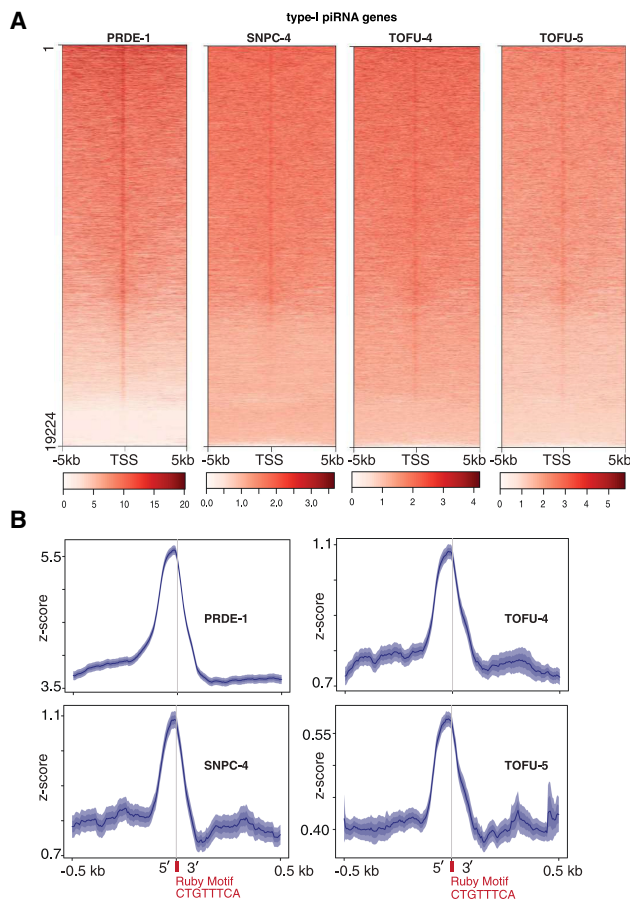 A
type-I piRNA genes
PRDE-1 SNPC-4 TOFU-4 TOFU-5
1
19224
-5kb TSS 5kb -5kb TSS 5kb -5kb TSS 5kb -5kb TSS 5kb
0 5 10 15 20 0.0 1.0 2.0 3.0 0 1 2 3 4 0 1 2 3 4 5
B
5.5
z-score
3.5
PRDE-1
1.1
0.7
TOFU-4
1.1
z-score
0.7
SNPC-4
0.55
0.40
TOFU-5
z-score
z-score
-0.5 kb 5′ 3′ -0.5 kb 5′ 3′ 0.5 kb
Ruby Motif Ruby Motif
CTGTTTCA CTGTTTCA
0.5 kb